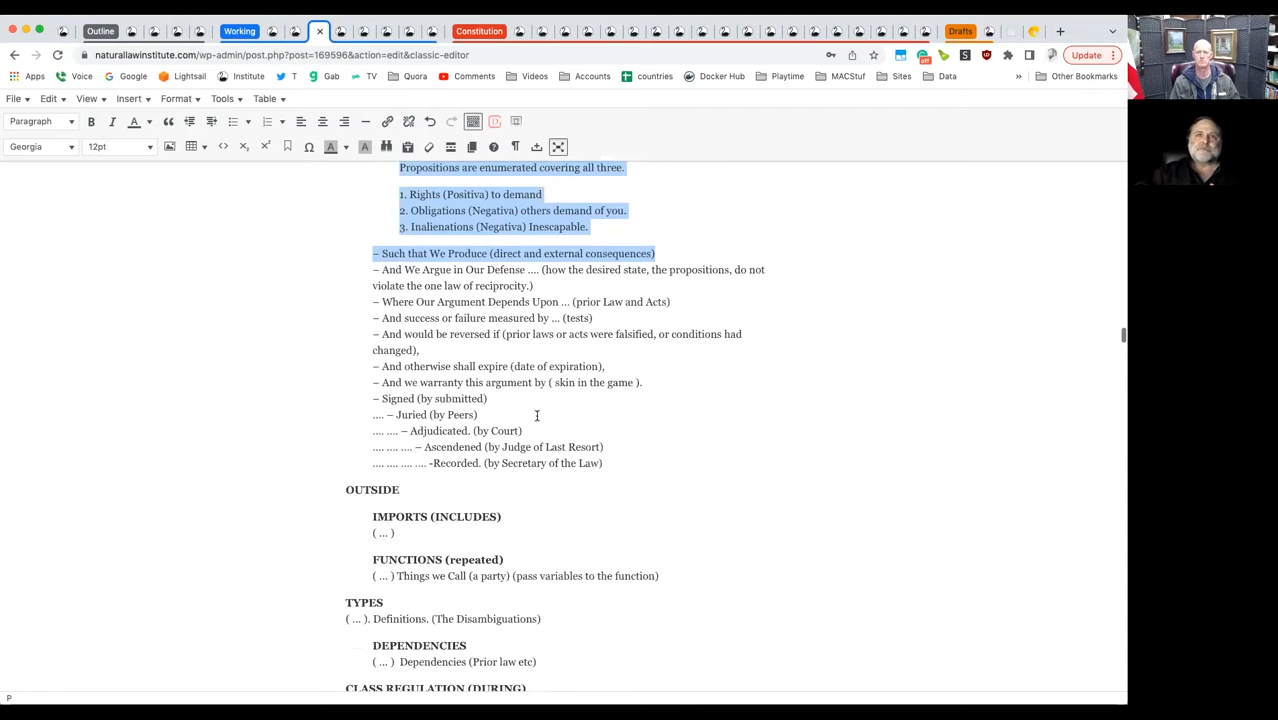 Outline
Working
Constitution
Drafts
naturallawinstitute.com/wp-admin/post.php?post=169596&action=edit&classic-editor
off
Update
Apps Voice Google Lightsail Institute T Gab TV Quora Comments Videos Accounts countries Docker Hub Playtime MACStuf Sites Data » Other Bookmarks
File Edit View Insert Format Tools Table
Paragraph B I A
Georgia 12pt A A
Propositions are enumerated covering all three.
1. Rights (Positiva) to demand
2. Obligations (Negativa) others demand of you.
3. Inalienations (Negativa) Inescapable.
– Such that We Produce (direct and external consequences)
– And We Argue in Our Defense .... (how the desired state, the propositions, do not
violate the one law of reciprocity.)
– Where Our Argument Depends Upon ... (prior Law and Acts)
– And success or failure measured by ... (tests)
– And would be reversed if (prior laws or acts were falsified, or conditions had
changed),
– And otherwise shall expire (date of expiration),
– And we warranty this argument by ( skin in the game ).
– Signed (by submitted)
.... – Juried (by Peers)
.... .... – Adjudicated. (by Court)
.... .... .... – Ascendened (by Judge of Last Resort)
.... .... .... .... -Recorded. (by Secretary of the Law)
OUTSIDE
IMPORTS (INCLUDES)
( ... )
FUNCTIONS (repeated)
( ... ) Things we Call (a party) (pass variables to the function)
TYPES
( ... ). Definitions. (The Disambiguations)
DEPENDENCIES
( ... ) Dependencies (Prior law etc)
CLASS REGULATION (DURING)
P